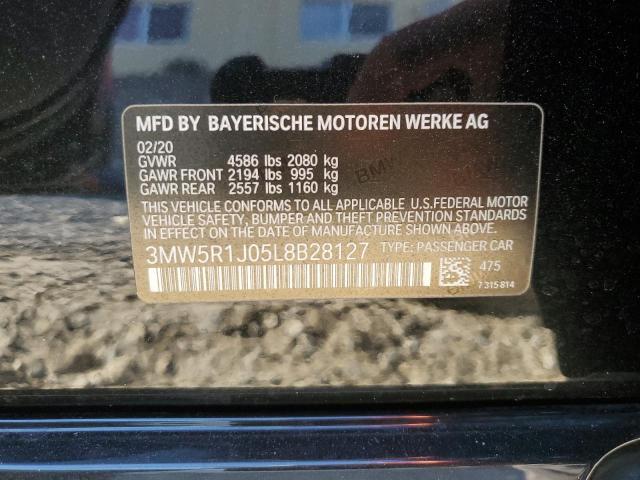 MFD BY BAYERISCHE MOTOREN WERKE AG
02/20
GVWR 4586 lbs 2080 kg
GAWR FRONT 2194 lbs 995 kg
GAWR REAR 2557 lbs 1160 kg
THIS VEHICLE CONFORMS TO ALL APPLICABLE U.S.FEDERAL MOTOR
VEHICLE SAFETY, BUMPER AND THEFT PREVENTION STANDARDS
IN EFFECT ON THE DATE OF MANUFACTURE SHOWN ABOVE.
3MW5R1J05L8B28127 TYPE: PASSENGER CAR
475
7 315 814